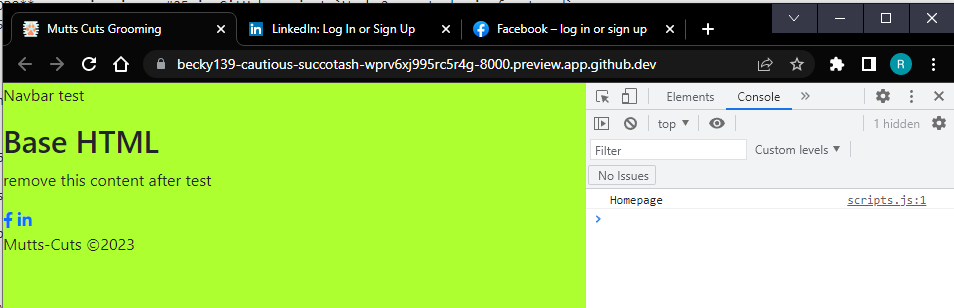 Mutts Cuts Grooming
LinkedIn: Log In or Sign Up
Facebook – log in or sign up
becky139-cautious-succotash-wprv6xj995rc5r4g-8000.preview.app.github.dev
R
Navbar test
Base HTML
remove this content after test
Mutts-Cuts ©2023
Elements
Console
top
1 hidden
Filter
Custom levels
No Issues
Homepage
scripts.js:1